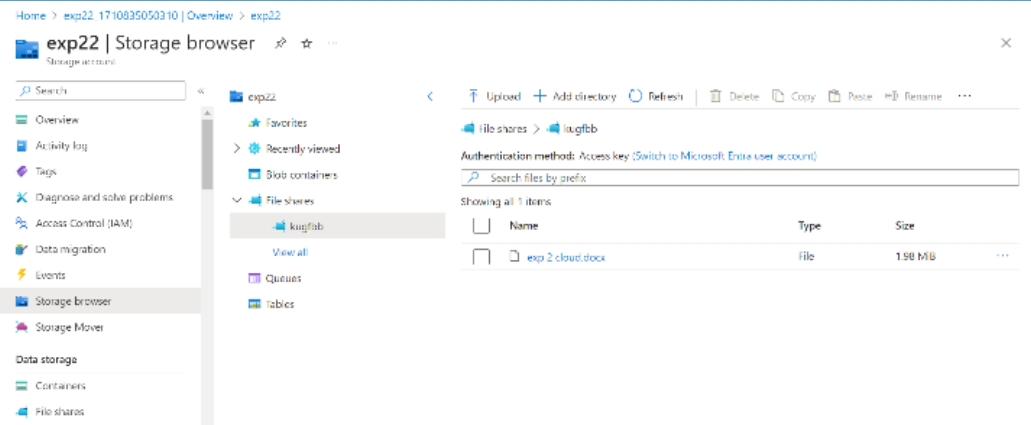 Home > exp22_1710835050310 | Overview > exp22
exp22 | Storage browser
Storage account
Search
Overview
Activity log
Tags
Diagnose and solve problems
Access Control (IAM)
Data migration
Events
Storage browser
Storage Mover
Data storage
Containers
File shares
exp22
Favorites
Recently viewed
Blob containers
File shares
kugfbb
View all
Queues
Tables
Upload Add directory Refresh Delete Copy Paste Rename
File shares > kugfbb
Authentication method: Access key (Switch to Microsoft Entra user account)
Search files by prefix
Showing all 1 items
Name Type Size
exp 2 cloud.docx File 1.98 MiB